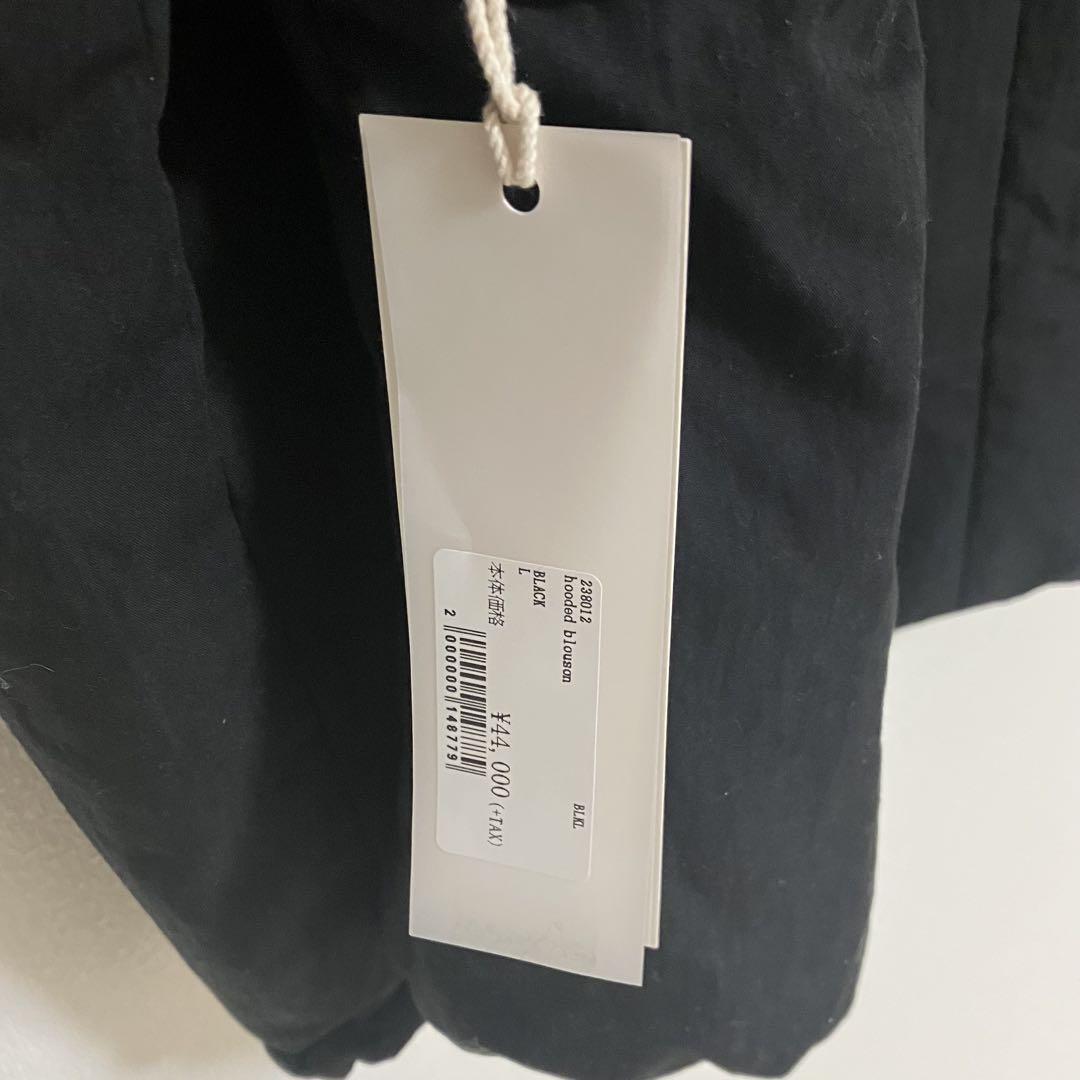 238012
hooded blouson
BLKL
BLACK
L
本体価格 ¥44,000(+TAX)
2 000000 148779